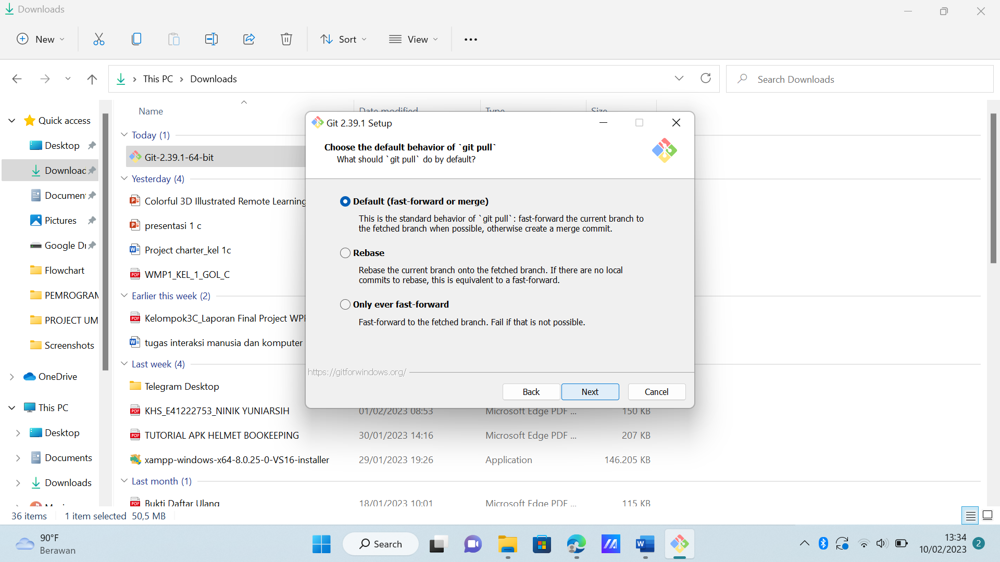 Downloads
New
Sort
View
This PC
Downloads
Search Downloads
Name
Date modified
Type
Size
Quick access
Desktop
Documen
Pictures
Google Dr
Flowchart
PEMROGRAM
PROJECT UM
Screenshots
OneDrive
This PC
Desktop
Documents
Downloads
Today (1)
Git-2.39.1-64-bit
Yesterday (4)
Colorful 3D Illustrated Remote Learning
presentasi 1 c
Project charter_kel 1c
WMP1_KEL_1_GOL_C
Earlier this week (2)
Kelompok3C_Laporan Final Project WPF
tugas interaksi manusia dan komputer
Last week (4)
Telegram Desktop
KHS_E41222753_NINIK YUNIARSIH 01/02/2023 08:53 Microsoft Edge PDF ... 150 KB
TUTORIAL APK HELMET BOOKEEPING 30/01/2023 14:16 Microsoft Edge PDF ... 207 KB
xampp-windows-x64-8.0.25-0-VS16-installer 29/01/2023 19:26 Application 146.205 KB
Last month (1)
Bukti Daftar Ulang 18/01/2023 10:01 Microsoft Edge PDF ... 115 KB
Git 2.39.1 Setup
Choose the default behavior of `git pull`
What should `git pull` do by default?
Default (fast-forward or merge)
This is the standard behavior of `git pull`: fast-forward the current branch to
the fetched branch when possible, otherwise create a merge commit.
Rebase
Rebase the current branch onto the fetched branch. If there are no local
commits to rebase, this is equivalent to a fast-forward.
Only ever fast-forward
Fast-forward to the fetched branch. Fail if that is not possible.
https://gitforwindows.org/
Back
Next
Cancel
36 items
1 item selected 50,5 MB
90°F
Berawan
Search
13:34
10/02/2023
2